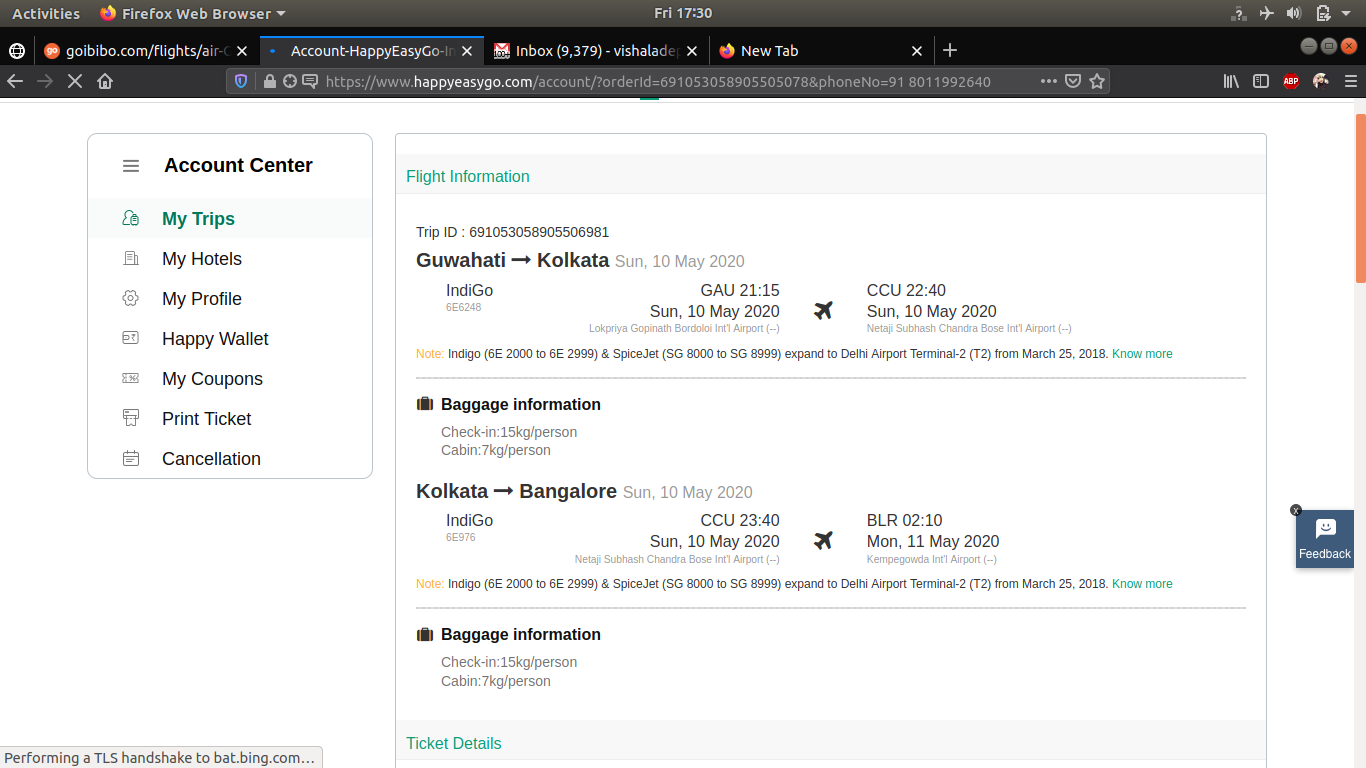 Activities Firefox Web Browser Fri 17:30
goibibo.com/flights/air- Account-HappyEasyGo-In Inbox (9,379) - vishaladep New Tab
https://www.happyeasygo.com/account/?orderId=691053058905505078&phoneNo=91 8011992640 ABP
Account Center
My Trips
My Hotels
My Profile
Happy Wallet
My Coupons
Print Ticket
Cancellation
Flight Information
Trip ID : 691053058905506981
Guwahati → Kolkata Sun, 10 May 2020
IndiGo GAU 21:15 CCU 22:40
6E6248 Sun, 10 May 2020 Sun, 10 May 2020
Lokpriya Gopinath Bordoloi Int'l Airport (--) Netaji Subhash Chandra Bose Int'l Airport (--)
Note: Indigo (6E 2000 to 6E 2999) & SpiceJet (SG 8000 to SG 8999) expand to Delhi Airport Terminal-2 (T2) from March 25, 2018. Know more
Baggage information
Check-in:15kg/person
Cabin:7kg/person
Kolkata → Bangalore Sun, 10 May 2020
IndiGo CCU 23:40 BLR 02:10
6E976 Sun, 10 May 2020 Mon, 11 May 2020
Netaji Subhash Chandra Bose Int'l Airport (--) Kempegowda Int'l Airport (--)
Note: Indigo (6E 2000 to 6E 2999) & SpiceJet (SG 8000 to SG 8999) expand to Delhi Airport Terminal-2 (T2) from March 25, 2018. Know more
Baggage information
Check-in:15kg/person
Cabin:7kg/person
Ticket Details
x
Feedback
Performing a TLS handshake to bat.bing.com…